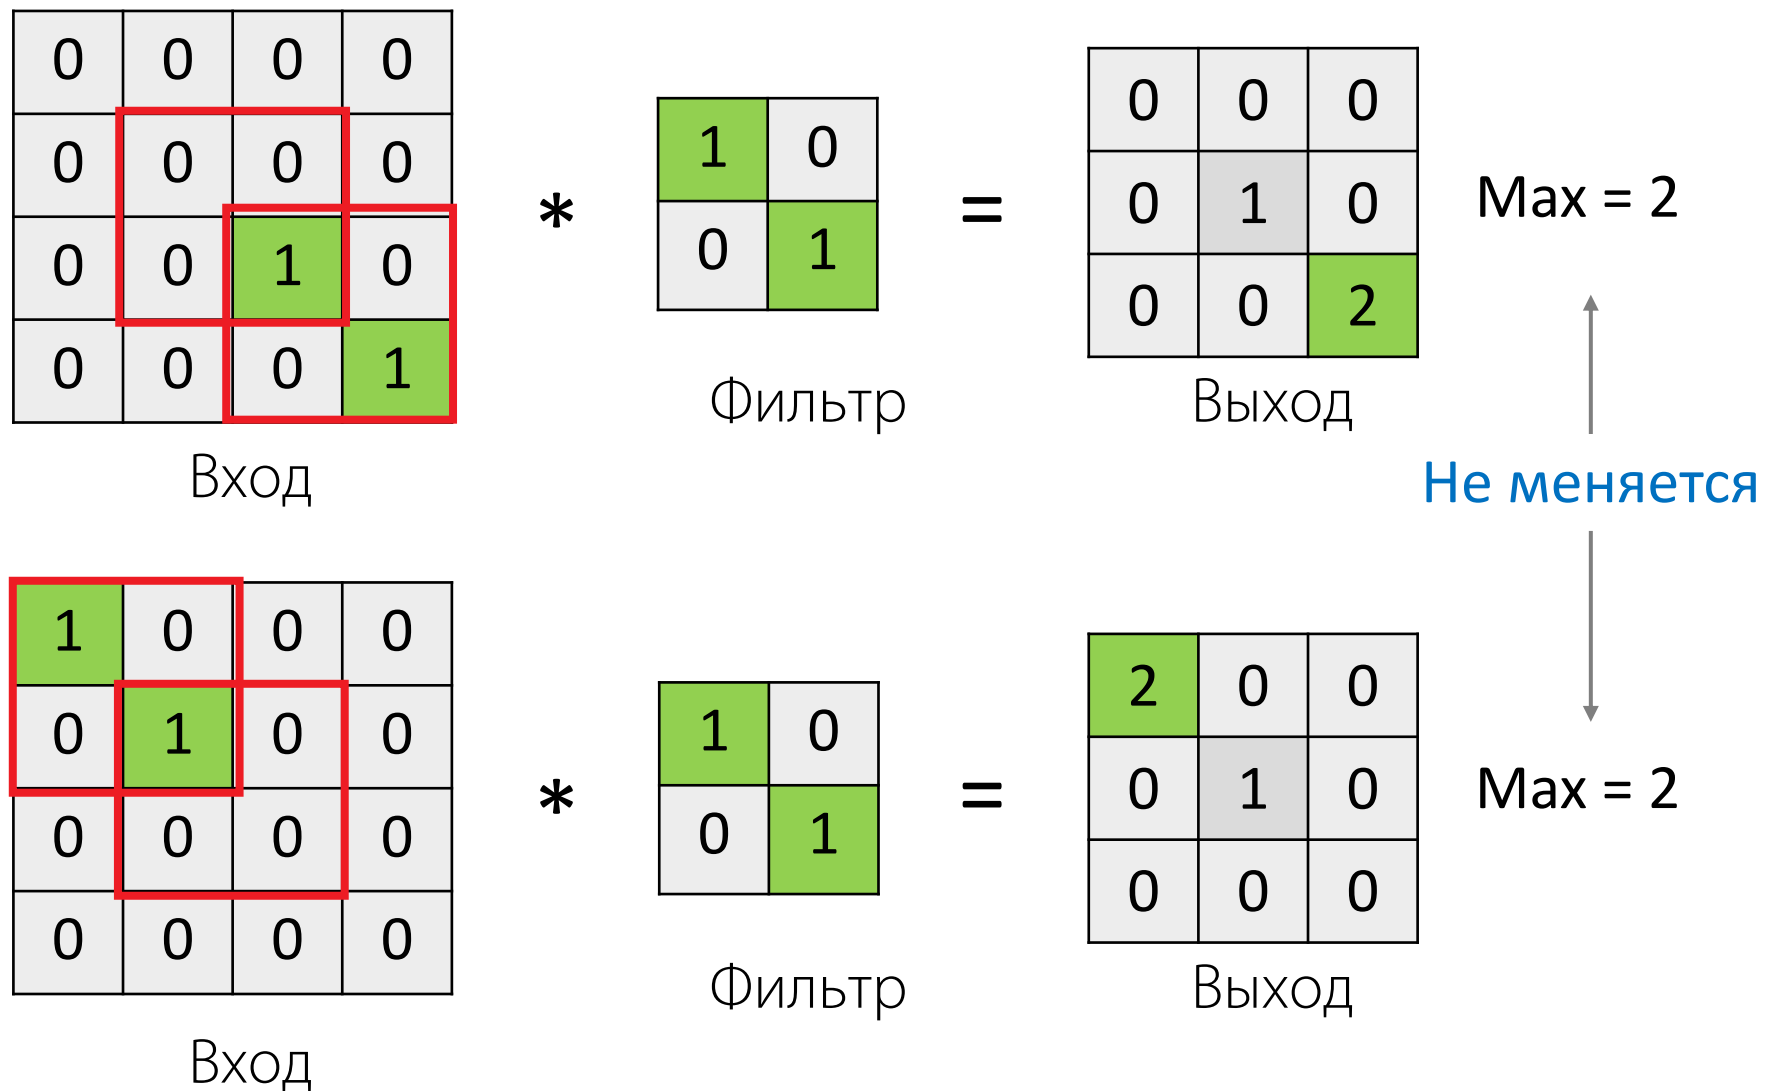 0 0 0 0
0 0 0 0
0 0 1 0
0 0 0 1
Вход
*
1 0
0 1
Фильтр
=
0 0 0
0 1 0
0 0 2
Выход
Max = 2
Не меняется
1 0 0 0
0 1 0 0
0 0 0 0
0 0 0 0
Вход
*
1 0
0 1
Фильтр
=
2 0 0
0 1 0
0 0 0
Выход
Max = 2